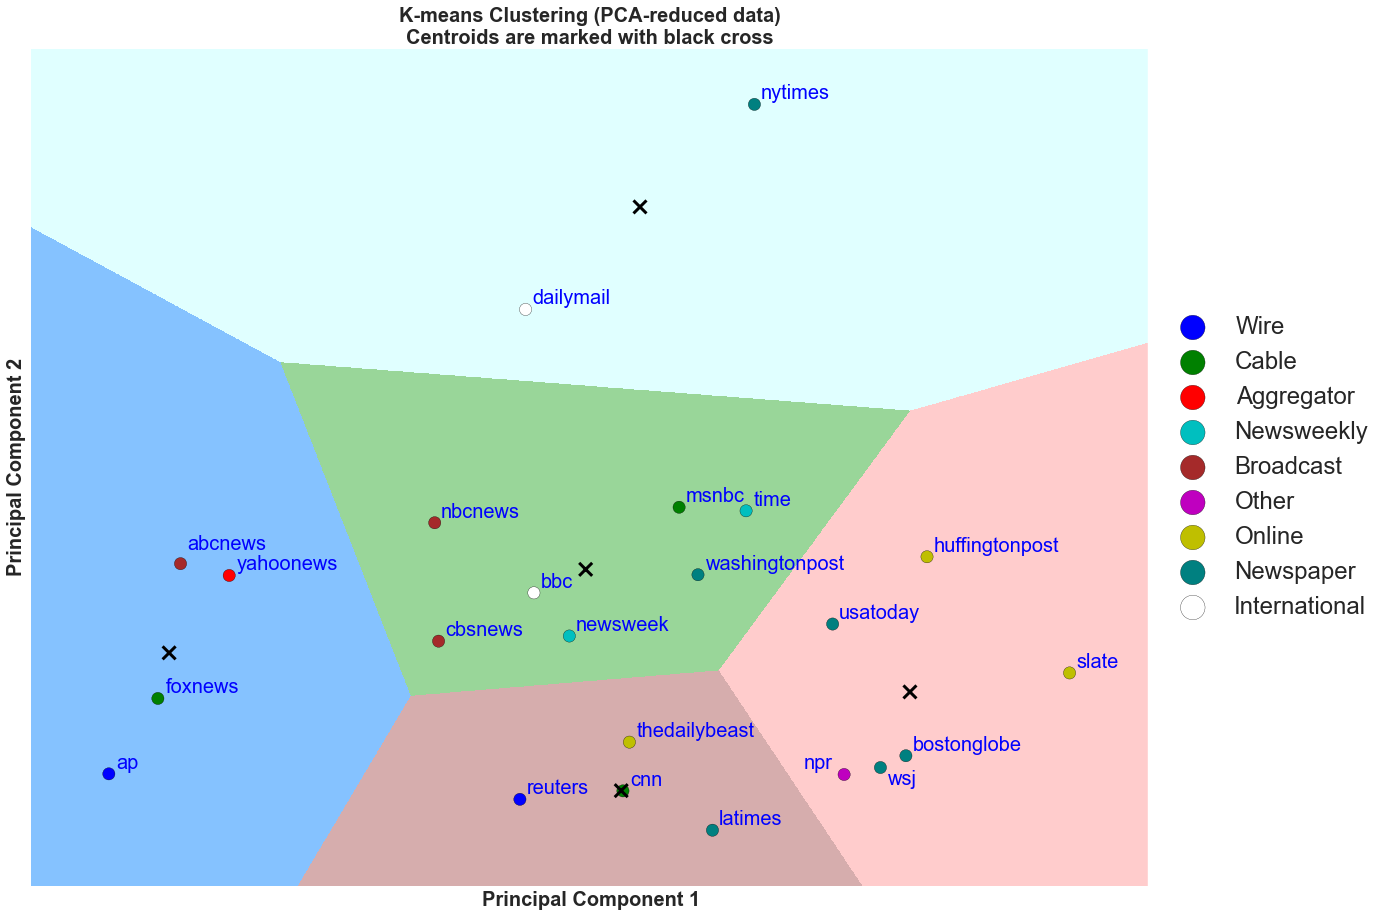 K-means Clustering (PCA-reduced data)
Centroids are marked with black cross
nytimes
dailymail
msnbc
time
nbcnews
abcnews
yahoonews
huffingtonpost
washingtonpost
bbc
usatoday
newsweek
cbsnews
slate
foxnews
thedailybeast
bostonglobe
ap
npr
wsj
cnn
reuters
latimes
Principal Component 2
Principal Component 1
Wire
Cable
Aggregator
Newsweekly
Broadcast
Other
Online
Newspaper
International